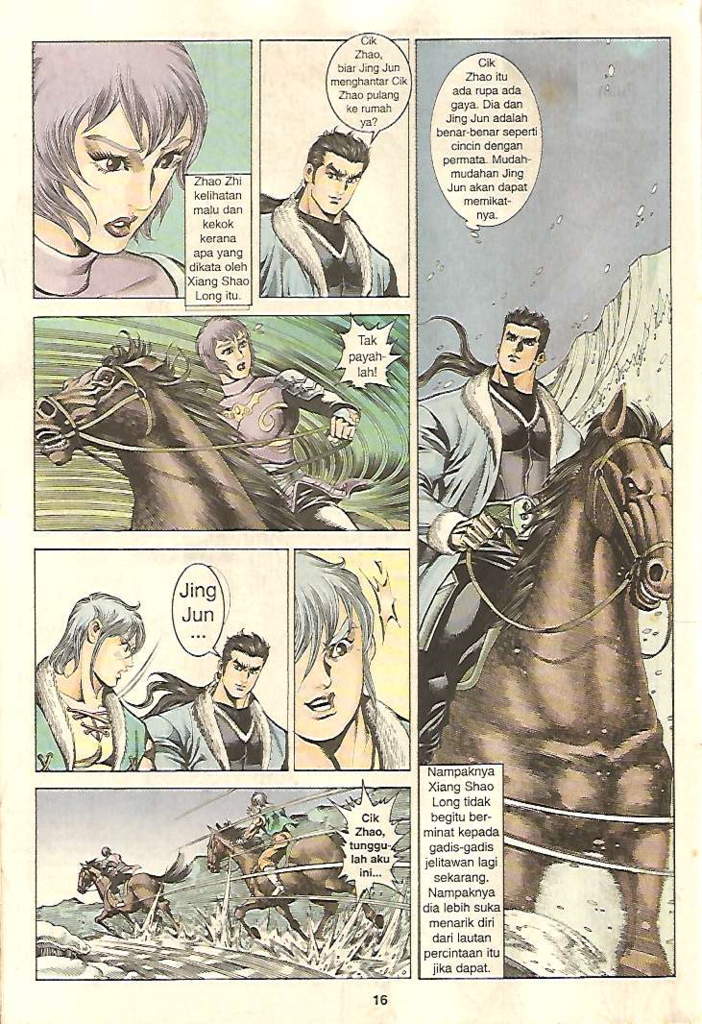 Zhao Zhi
kelihatan
malu dan
kekok
kerana
apa yang
dikata oleh
Xiang Shao
Long itu.
Cik
Zhao,
biar Jing Jun
menghantar Cik
Zhao pulang
ke rumah
ya?
Tak
payah-
lah!
Jing
Jun
...
Cik
Zhao,
tunggu-
lah aku
ini...
Cik
Zhao itu
ada rupa ada
gaya. Dia dan
Jing Jun adalah
benar-benar seperti
cincin dengan
permata. Mudah-
mudahan Jing
Jun akan dapat
memikat-
nya.
Nampaknya
Xiang Shao
Long tidak
begitu ber-
minat kepada
gadis-gadis
jelitawan lagi
sekarang.
Nampaknya
dia lebih suka
menarik diri
dari lautan
percintaan itu
jika dapat.
16